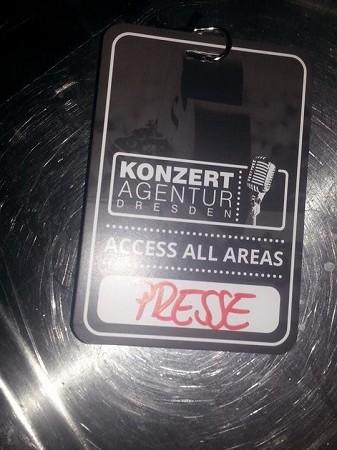 KONZERT
AGENTUR
DRESDEN
ACCESS ALL AREAS
PRESSE